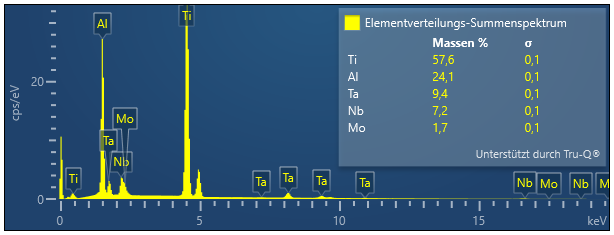 Elementverteilungs-Summenspektrum
Massen % σ
Ti 57,6 0,1
Al 24,1 0,1
Ta 9,4 0,1
Nb 7,2 0,1
Mo 1,7 0,1
Unterstützt durch Tru-Q®
cps/eV
20
0
Ti
Al
Mo
Ta
Nb
Ti
Ta
Ta
Ta
Ta
Nb
Mo
Nb
Mo
0 5 10 15 keV